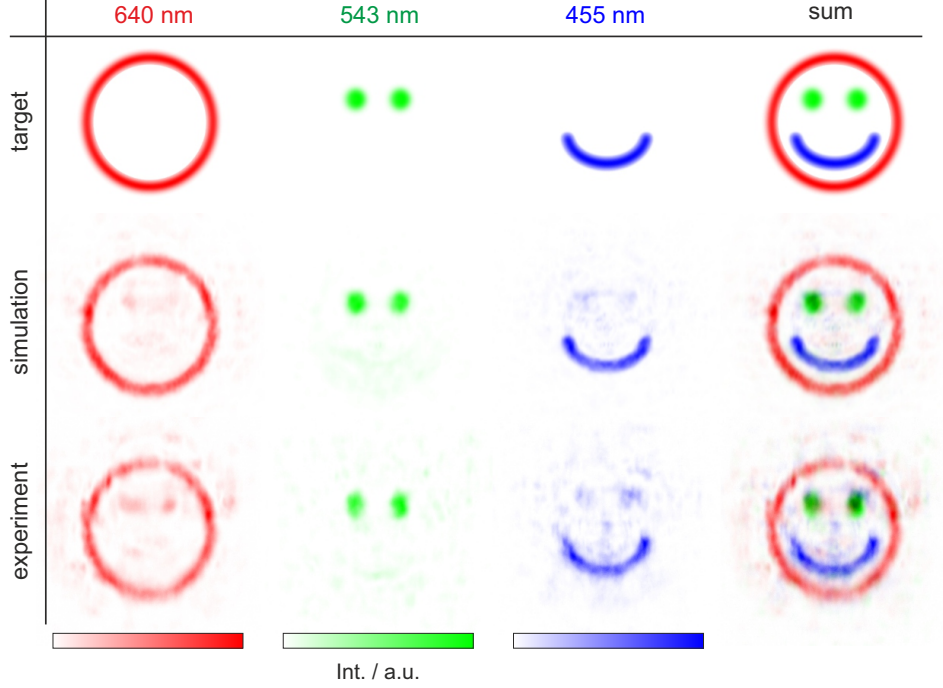 640 nm 543 nm 455 nm sum
target
simulation
experiment
Int. / a.u.